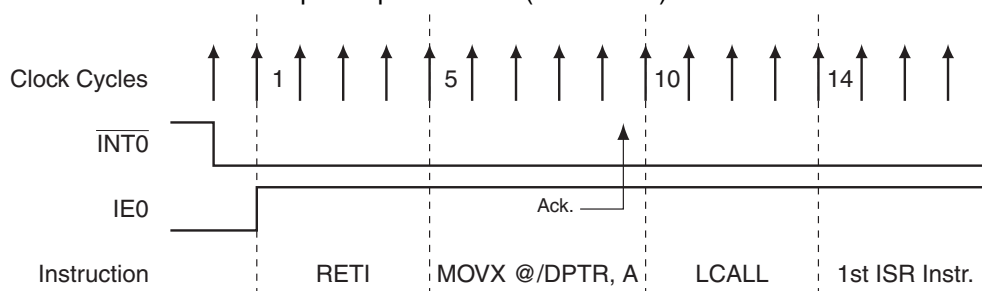 Clock Cycles 1 5 10 14
INT0
IE0
Ack.
Instruction RETI MOVX @/DPTR, A LCALL 1st ISR Instr.